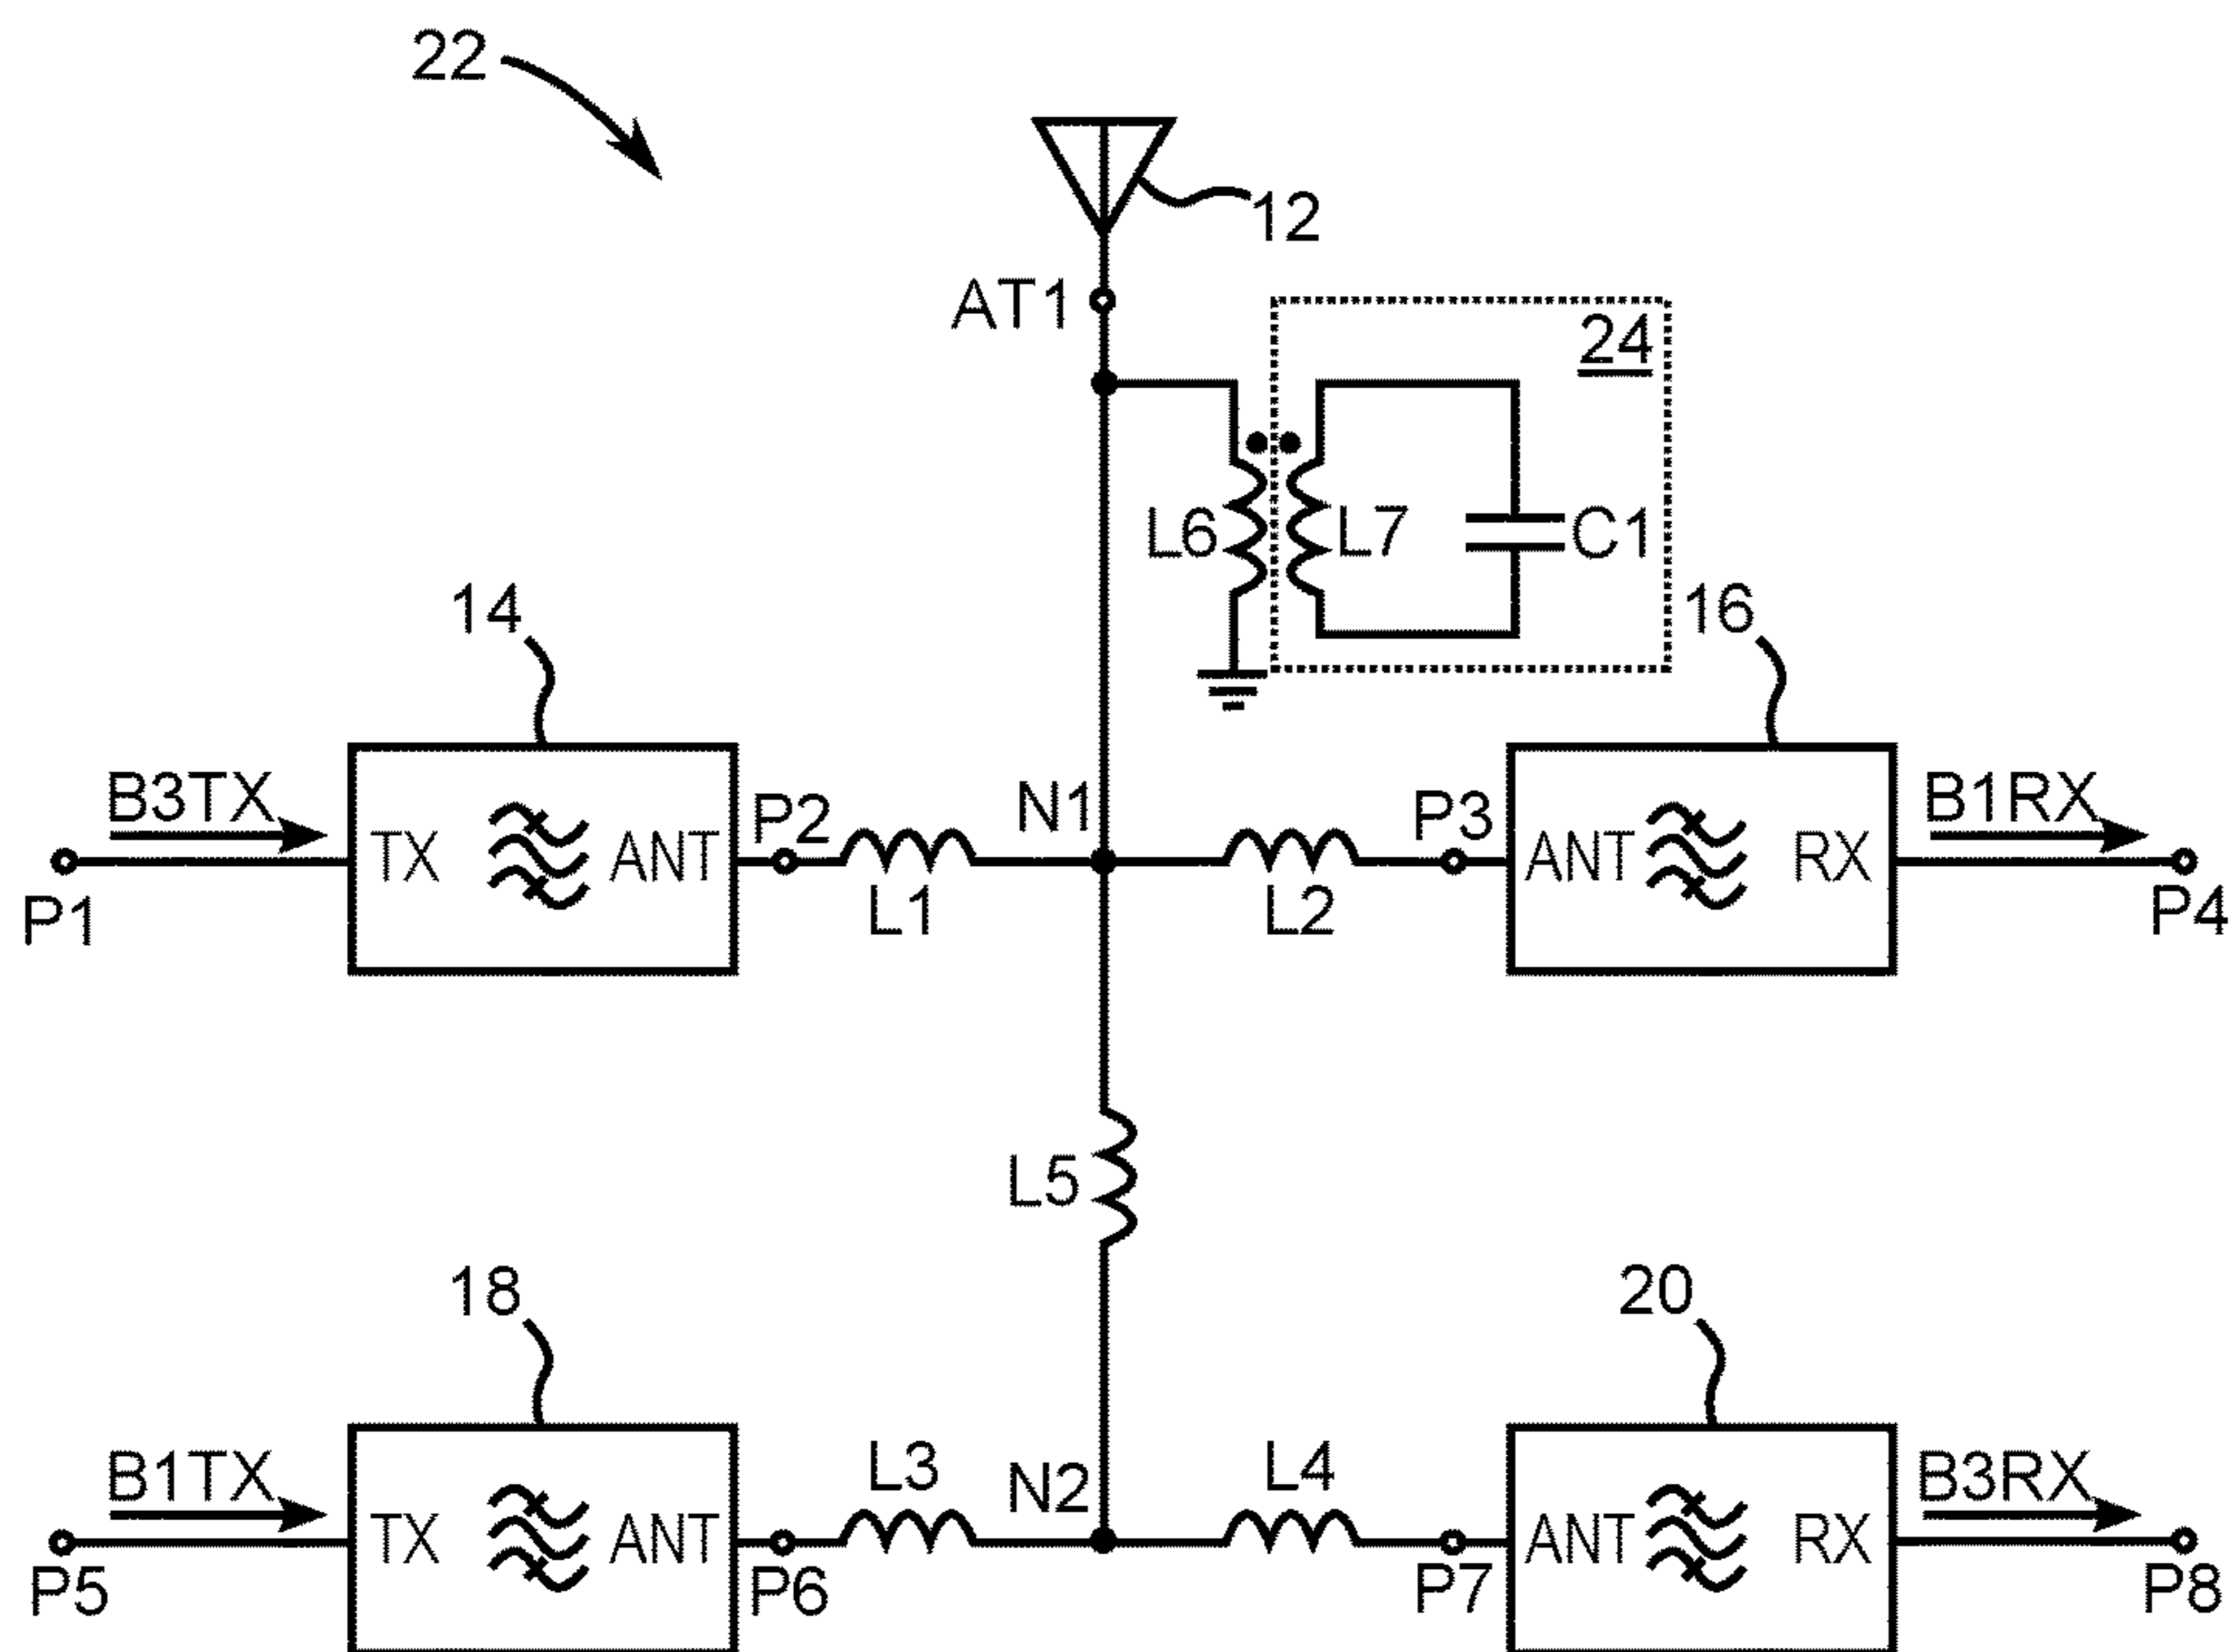 22
12
AT1
24
L6
L7
C1
14
16
B3TX
TX
ANT
P2
N1
P3
ANT
RX
B1RX
P1
L1
L2
P4
L5
18
20
B1TX
TX
ANT
L3
N2
L4
ANT
RX
B3RX
P5
P6
P7
P8